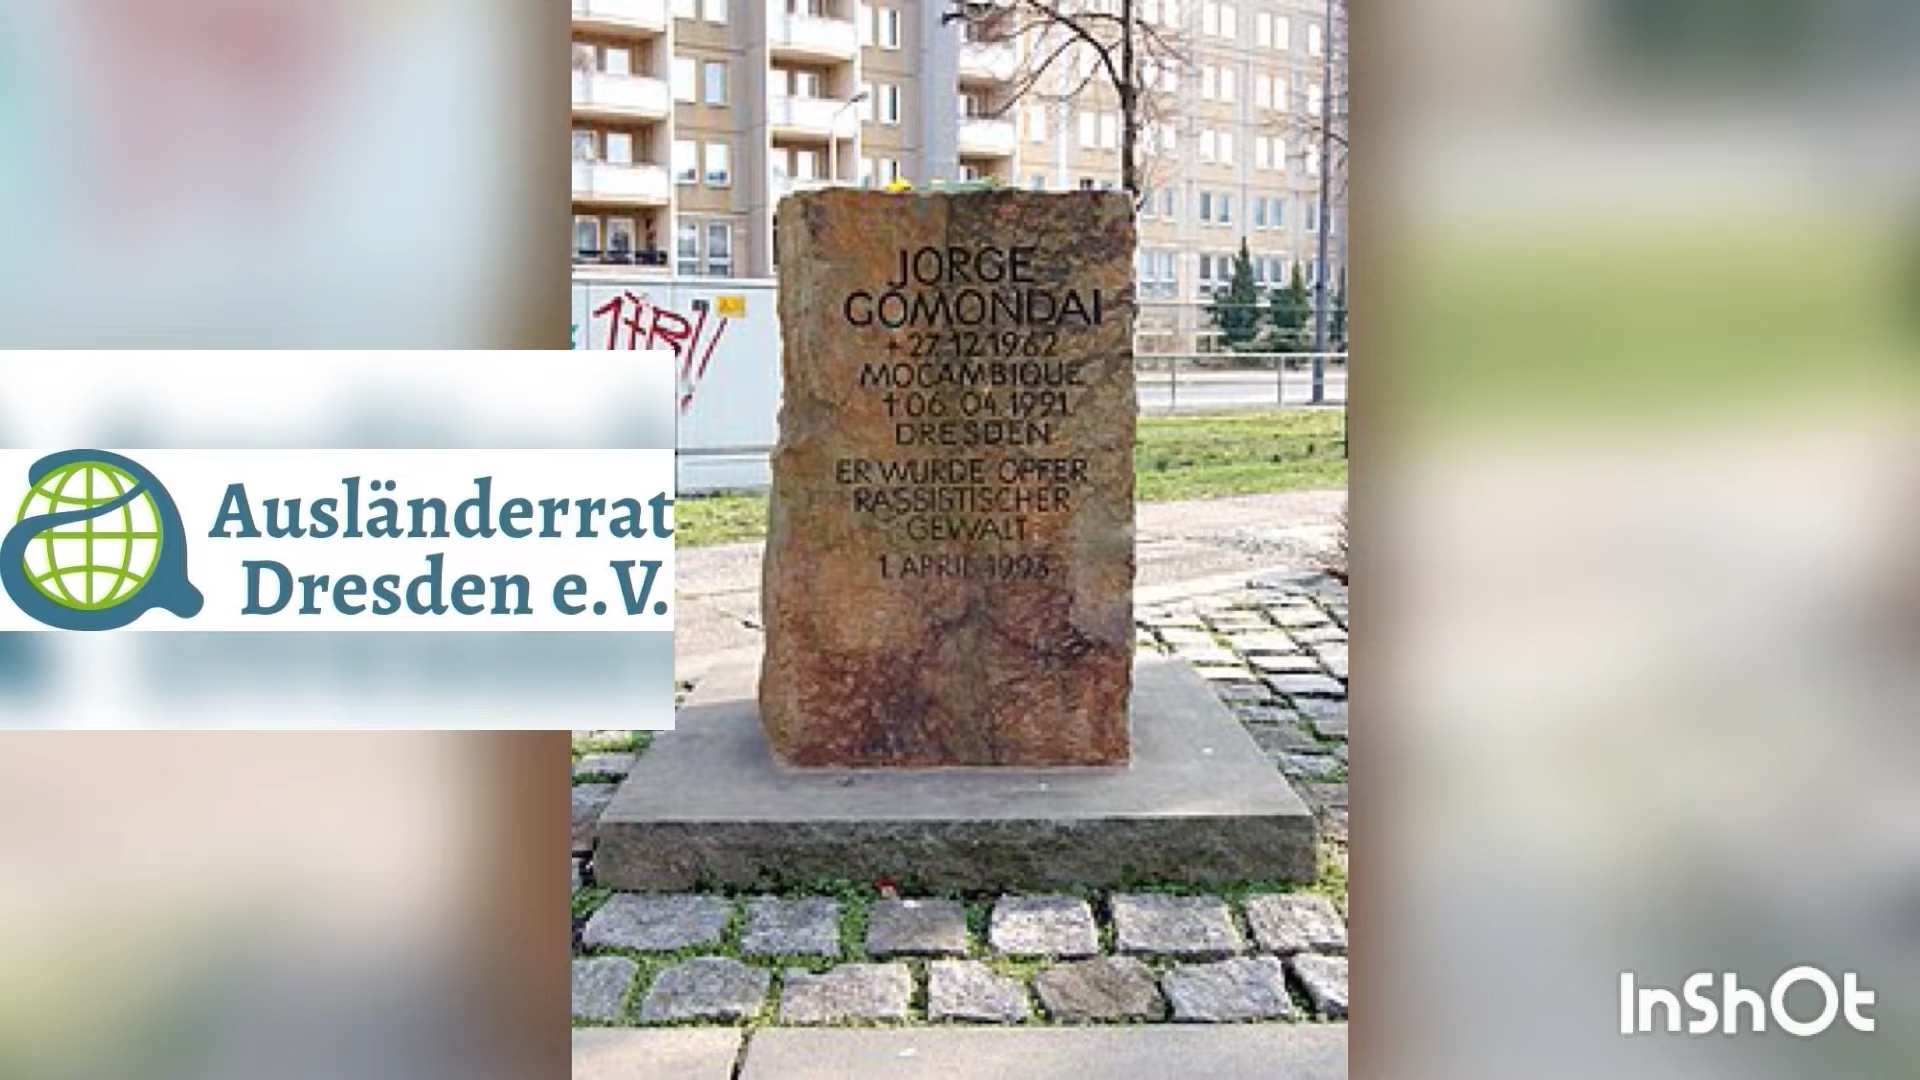 JORGE
GOMONDAI
* 27.12.1962
MOCAMBIQUE
† 06.04.1991
DRESDEN
ER WURDE OPFER
RASSISTISCHER
GEWALT
1. APRIL
Ausländerrat
Dresden e.V.
InShOt